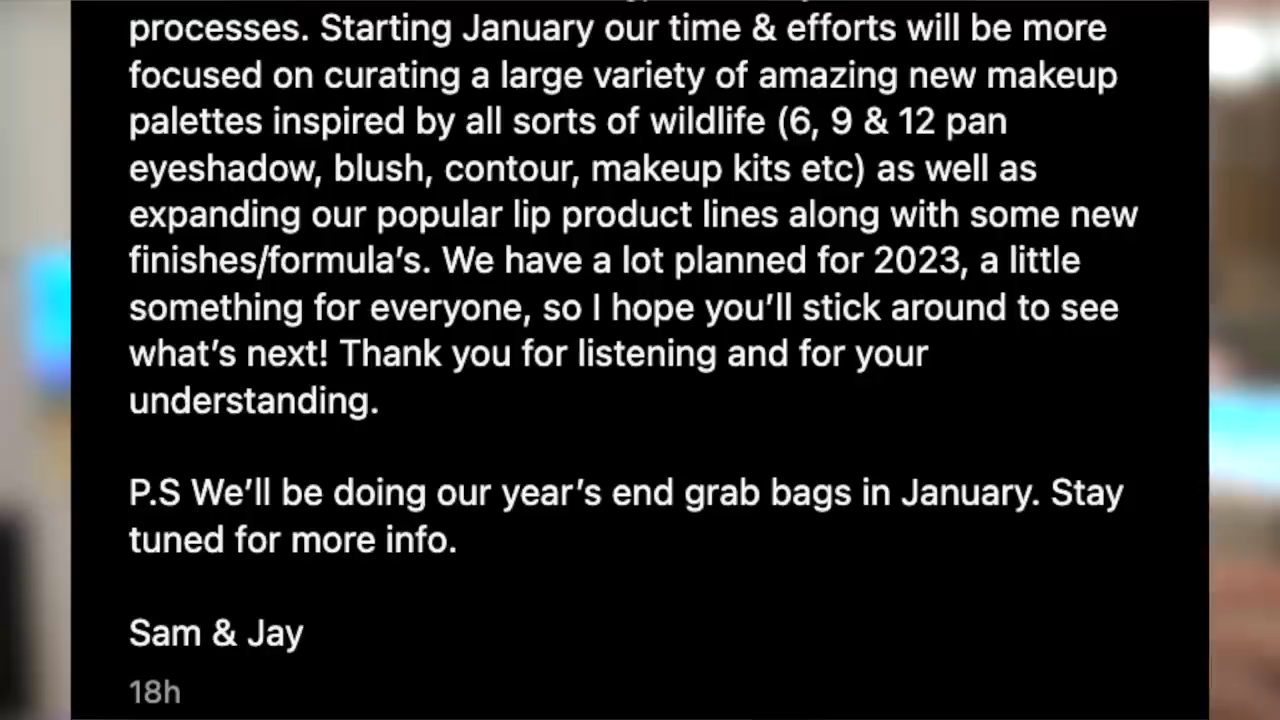 processes. Starting January our time & efforts will be more
focused on curating a large variety of amazing new makeup
palettes inspired by all sorts of wildlife (6, 9 & 12 pan
eyeshadow, blush, contour, makeup kits etc) as well as
expanding our popular lip product lines along with some new
finishes/formula’s. We have a lot planned for 2023, a little
something for everyone, so I hope you’ll stick around to see
what’s next! Thank you for listening and for your
understanding.
P.S We’ll be doing our year’s end grab bags in January. Stay
tuned for more info.
Sam & Jay
18h